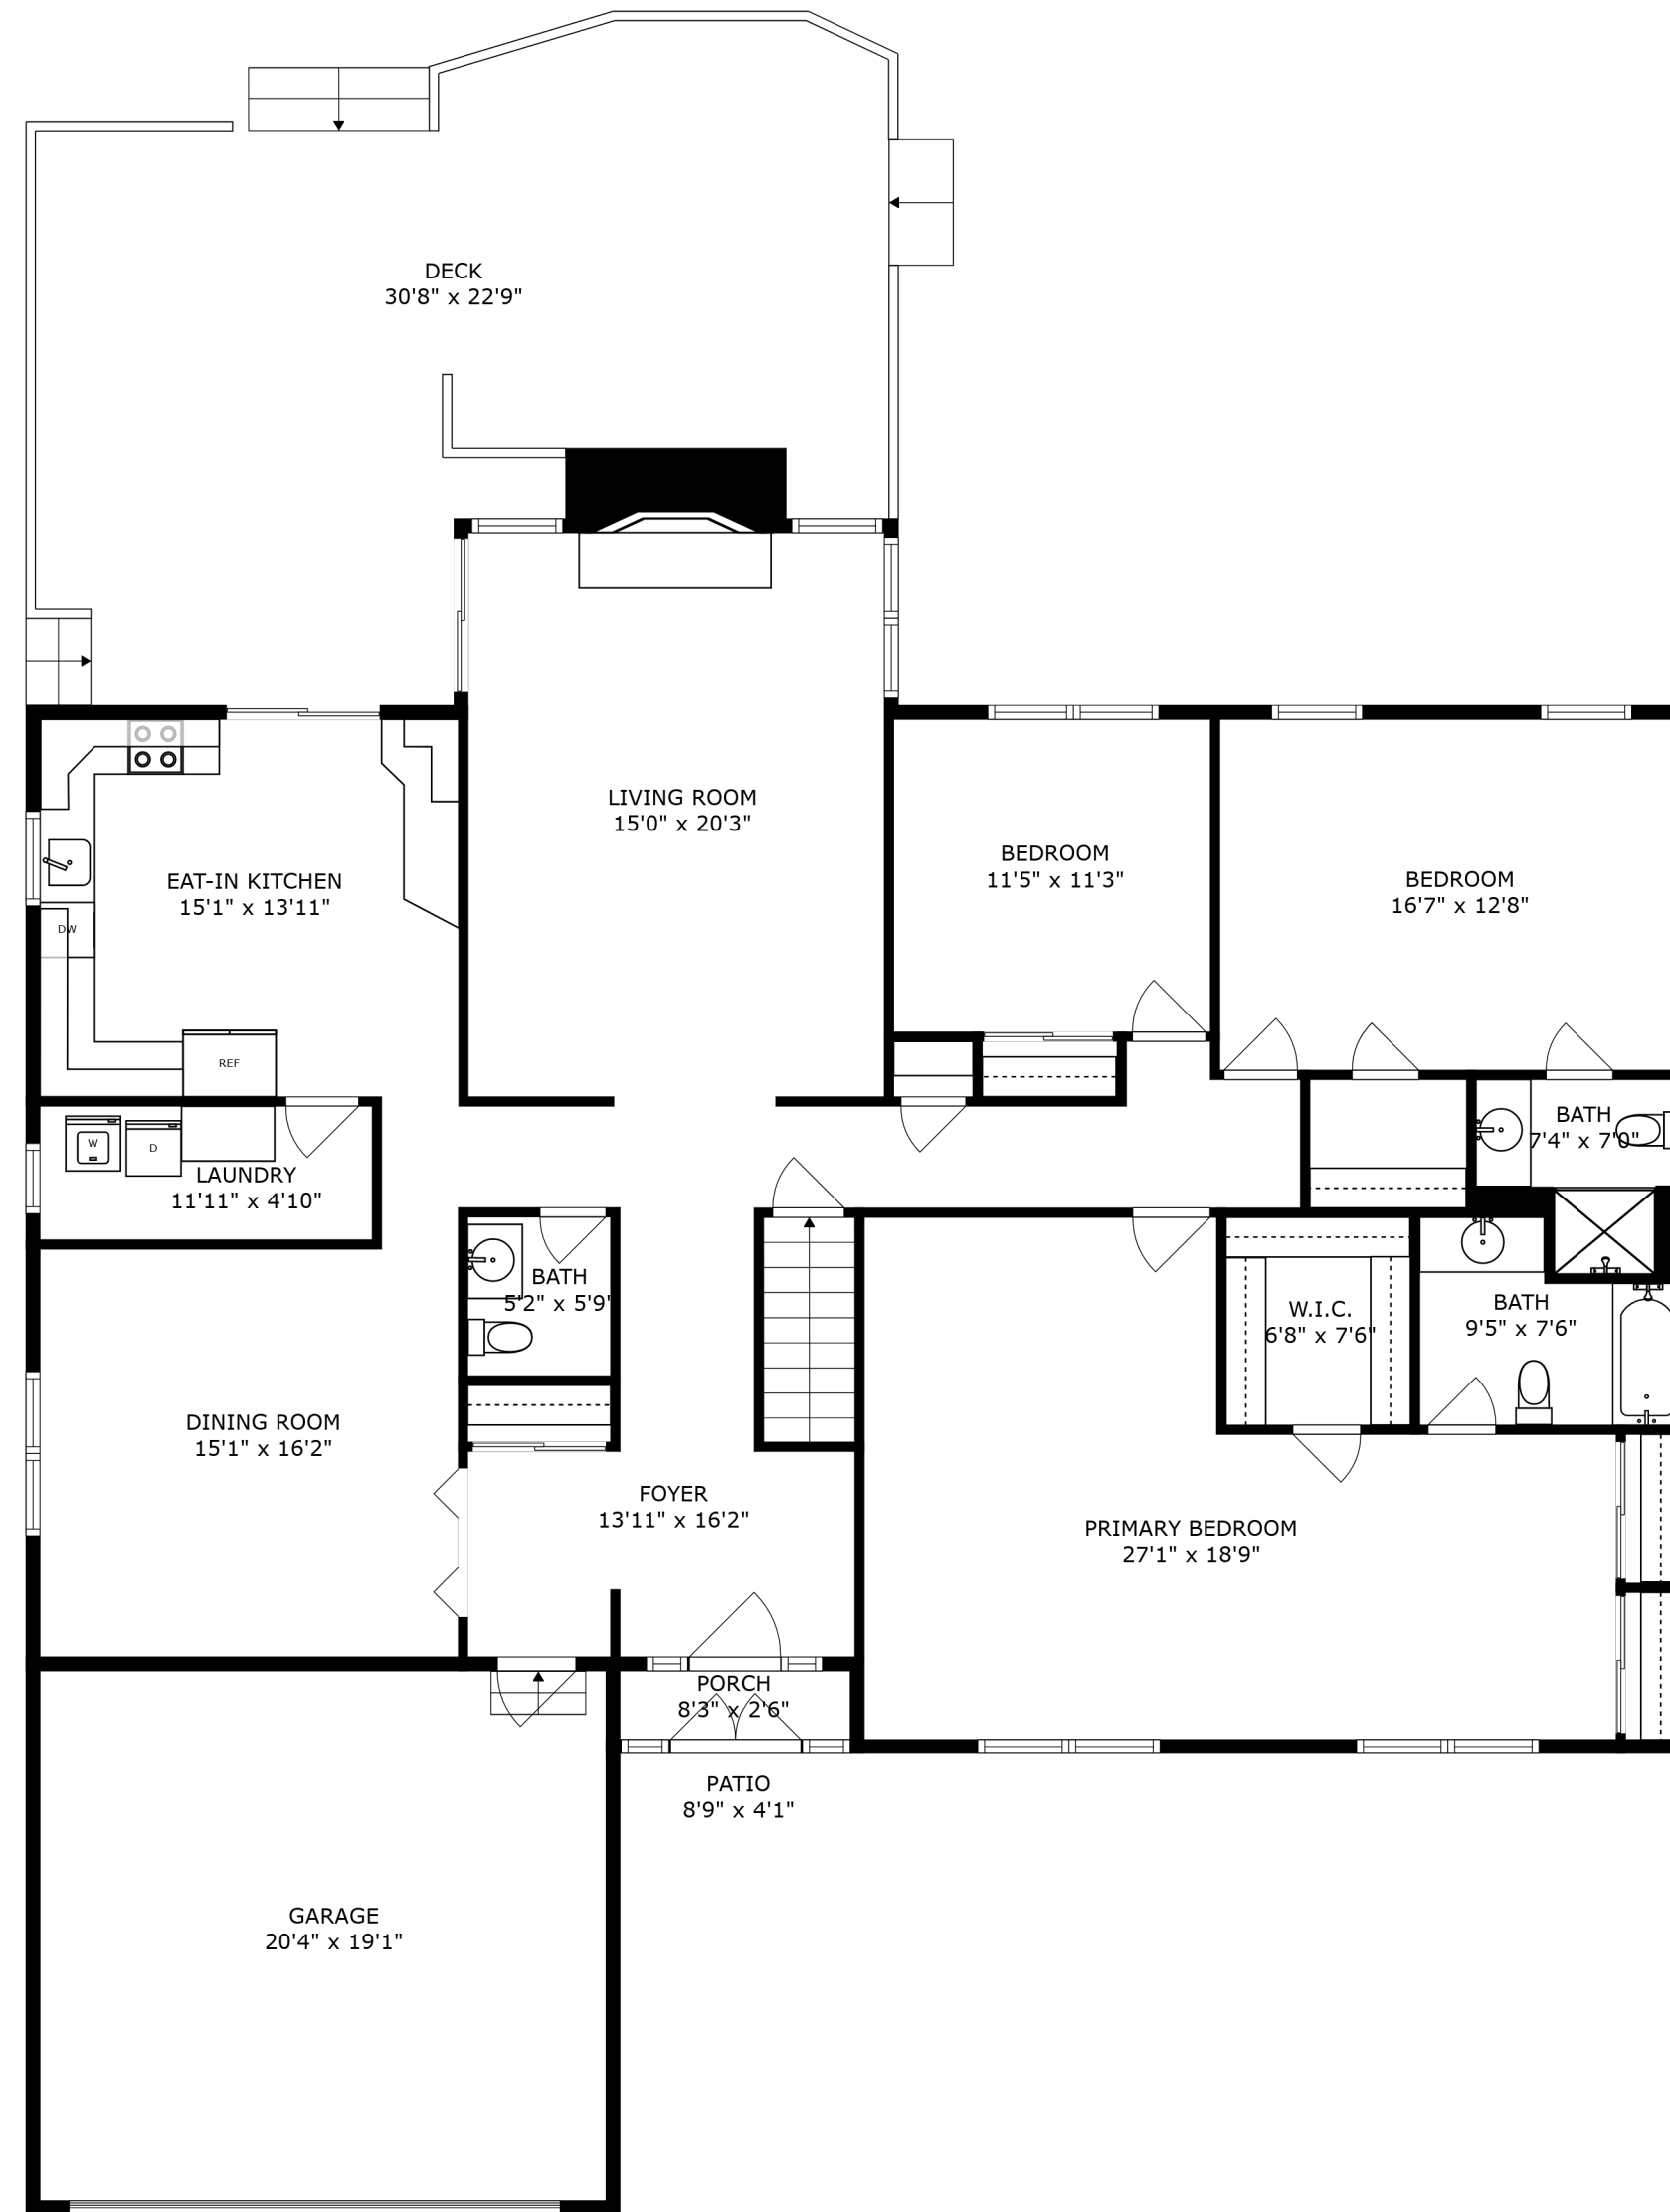 DECK
30'8" x 22'9"
LIVING ROOM
15'0" x 20'3"
BEDROOM
11'5" x 11'3"
EAT-IN KITCHEN
15'1" x 13'11"
BEDROOM
16'7" x 12'8"
DW
REF
BATH
7'4" x 7'0"
W
D
LAUNDRY
11'11" x 4'10"
BATH
5'2" x 5'9"
W.I.C.
6'8" x 7'6"
BATH
9'5" x 7'6"
DINING ROOM
15'1" x 16'2"
FOYER
13'11" x 16'2"
PRIMARY BEDROOM
27'1" x 18'9"
PORCH
8'3" x 2'6"
PATIO
8'9" x 4'1"
GARAGE
20'4" x 19'1"